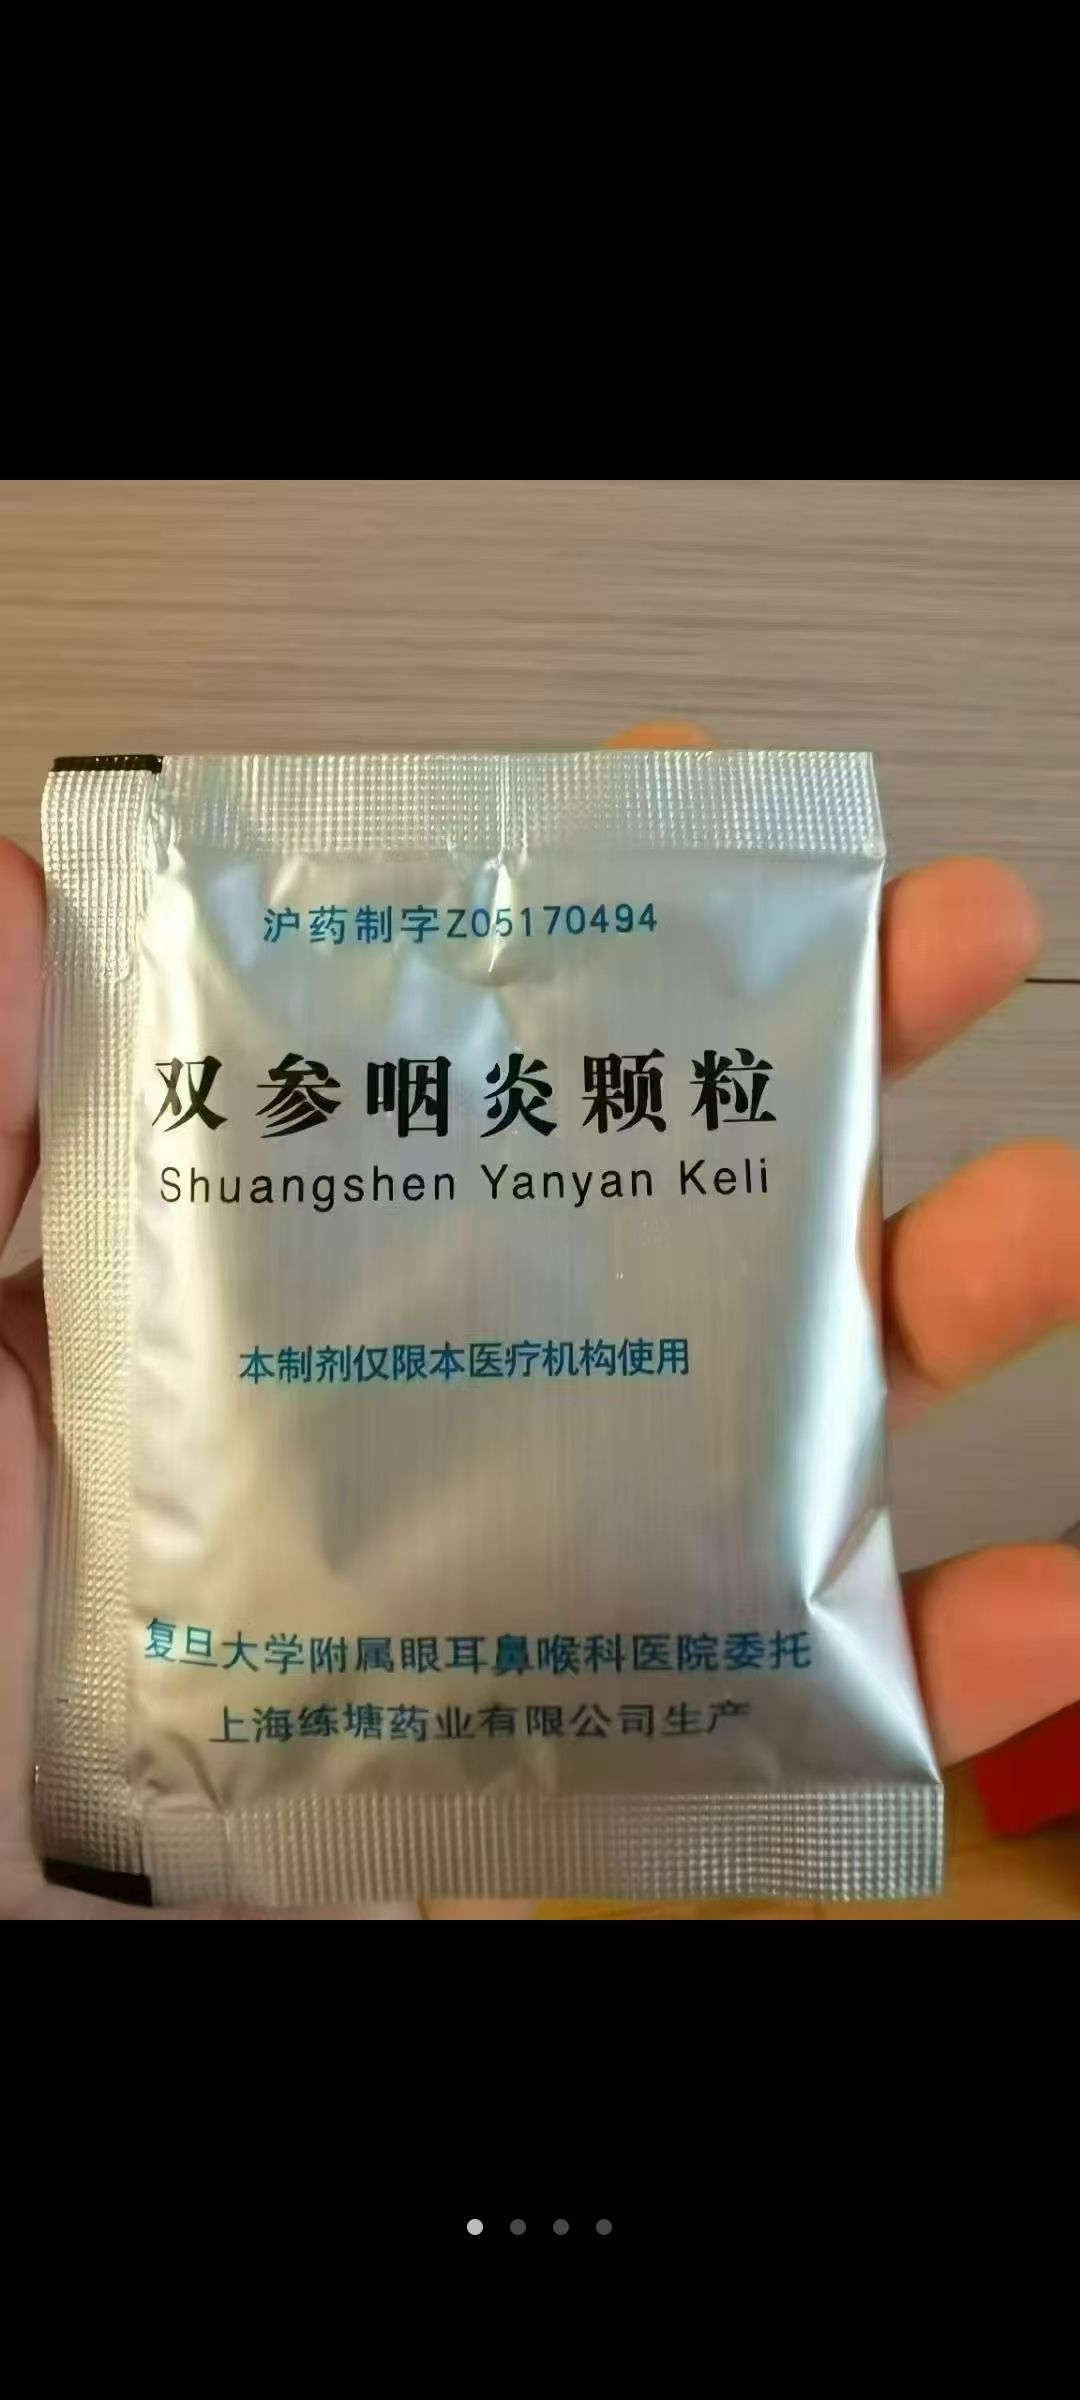 沪药制字Z05170494
双参咽炎颗粒
Shuangshen Yanyan Keli
本制剂仅限本医疗机构使用
复旦大学附属眼耳鼻喉科医院委托
上海练塘药业有限公司生产